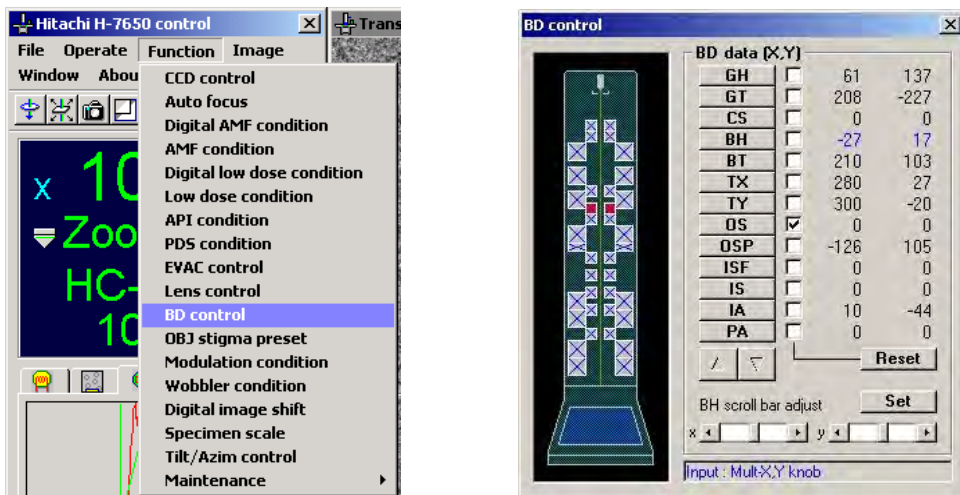 Hitachi H-7650 control
Trans
File Operate Function Image
Window Abou
CCD control
Auto focus
Digital AMF condition
AMF condition
Digital low dose condition
Low dose condition
API condition
PDS condition
EVAC control
Lens control
BD control
OBJ stigma preset
Modulation condition
Wobbler condition
Digital image shift
Specimen scale
Tilt/Azim control
Maintenance
x 10
Zoo
HC-
10
BD control
BD data (X,Y)
GH 61 137
GT 208 -227
CS 0 0
BH -27 17
BT 210 103
TX 280 27
TY 300 -20
OS 0 0
OSP -126 105
ISF 0 0
IS 0 0
IA 10 -44
PA 0 0
Reset
BH scroll bar adjust Set
x y
Input : Mult-X,Y knob